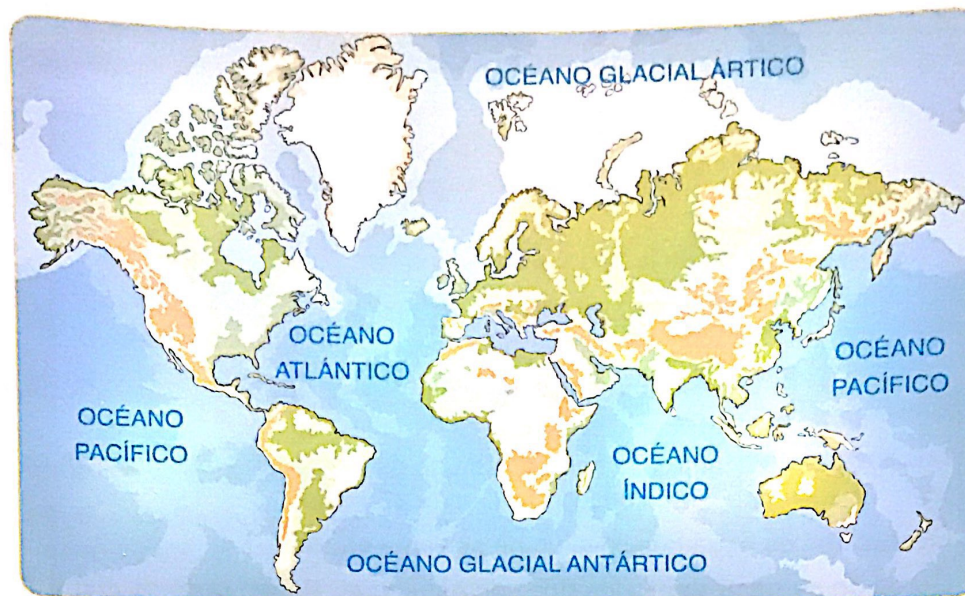 OCÉANO GLACIAL ÁRTICO
OCÉANO
ATLÁNTICO
OCÉANO
PACÍFICO
OCÉANO
PACÍFICO
OCÉANO
ÍNDICO
OCÉANO GLACIAL ANTÁRTICO